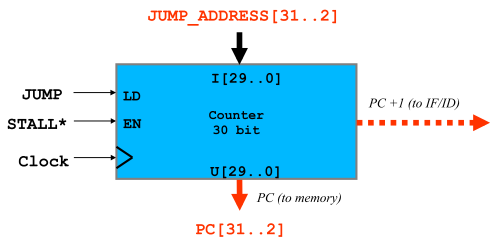 JUMP_ADDRESS[31..2]
I[29..0]
JUMP
LD
PC +1 (to IF/ID)
Counter
30 bit
STALL*
EN
Clock
U[29..0]
PC (to memory)
PC[31..2]